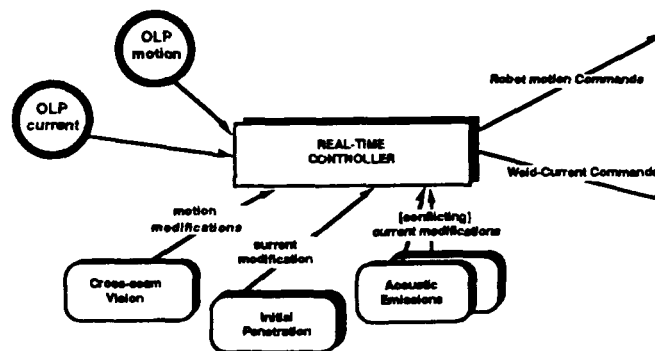 OLP
motion
OLP
current
Robot motion Commands
REAL-TIME
CONTROLLER
Weld-Current Commands
motion
modifications
[conflicting]
current modifications
current
modification
Cross-seam
Vision
Acoustic
Emissions
Initial
Penetration